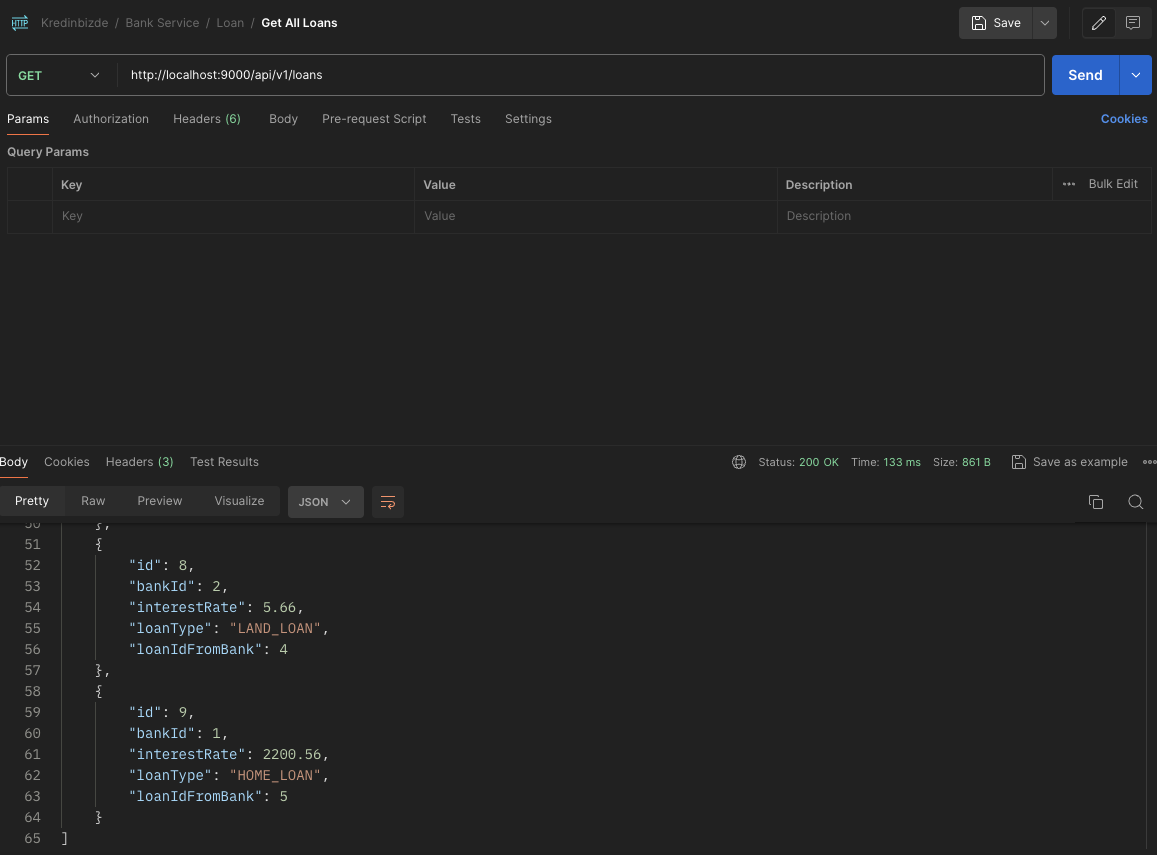 HTTP Kredinbizde / Bank Service / Loan / Get All Loans Save
GET http://localhost:9000/api/v1/loans Send
Params Authorization Headers (6) Body Pre-request Script Tests Settings Cookies
Query Params
Key Value Description ••• Bulk Edit
Key Value Description
Body Cookies Headers (3) Test Results Status: 200 OK Time: 133 ms Size: 861 B Save as example •••
Pretty Raw Preview Visualize JSON
50 },
51 {
52 "id": 8,
53 "bankId": 2,
54 "interestRate": 5.66,
55 "loanType": "LAND_LOAN",
56 "loanIdFromBank": 4
57 },
58 {
59 "id": 9,
60 "bankId": 1,
61 "interestRate": 2200.56,
62 "loanType": "HOME_LOAN",
63 "loanIdFromBank": 5
64 }
65 ]